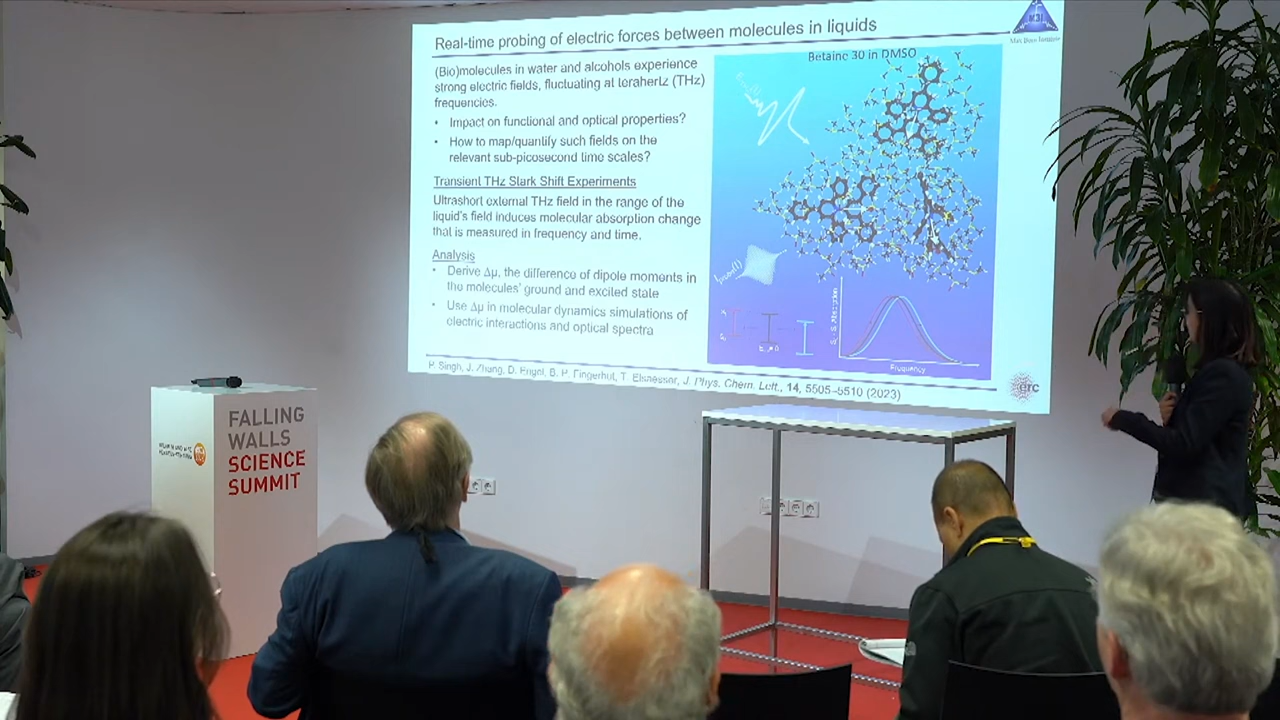 Real-time probing of electric forces between molecules in liquids
MBI
Max Born Institute
(Bio)molecules in water and alcohols experience
strong electric fields, fluctuating at terahertz (THz)
frequencies.
• Impact on functional and optical properties?
• How to map/quantify such fields on the
relevant sub-picosecond time scales?
Transient THz Stark Shift Experiments
Ultrashort external THz field in the range of the
liquid's field induces molecular absorption change
that is measured in frequency and time.
Analysis
• Derive Δμ, the difference of dipole moments in
the molecules' ground and excited state
• Use Δμ in molecular dynamics simulations of
electric interactions and optical spectra
Betaine 30 in DMSO
Absorption
Frequency
P. Singh, J. Zhang, D. Engel, B. P. Fingerhut, T. Elsaesser, J. Phys. Chem. Lett., 14, 5505–5510 (2023)
erc
FALLING
WALLS
SCIENCE
SUMMIT